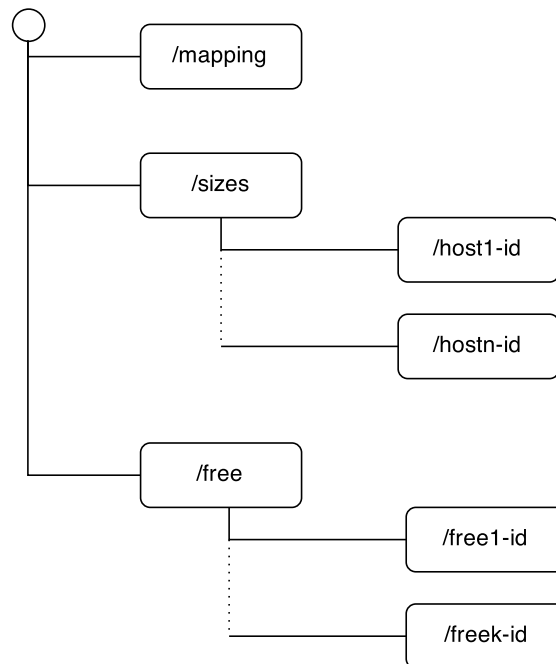 /mapping
/sizes
/host1-id
/hostn-id
/free
/free1-id
/freek-id